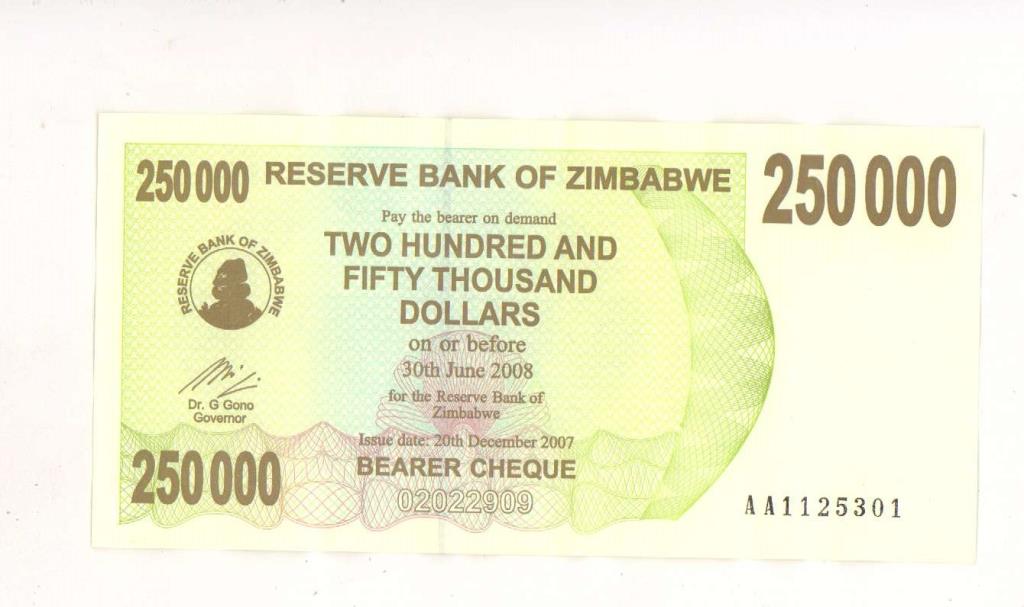 250 000
RESERVE BANK OF ZIMBABWE
250 000
Pay the bearer on demand
TWO HUNDRED AND
FIFTY THOUSAND
DOLLARS
on or before
30th June 2008
for the Reserve Bank of
Zimbabwe
RESERVE BANK OF ZIMBABWE
Dr. G Gono
Governor
Issue date: 20th December 2007
BEARER CHEQUE
250 000
02022909
AA1125301